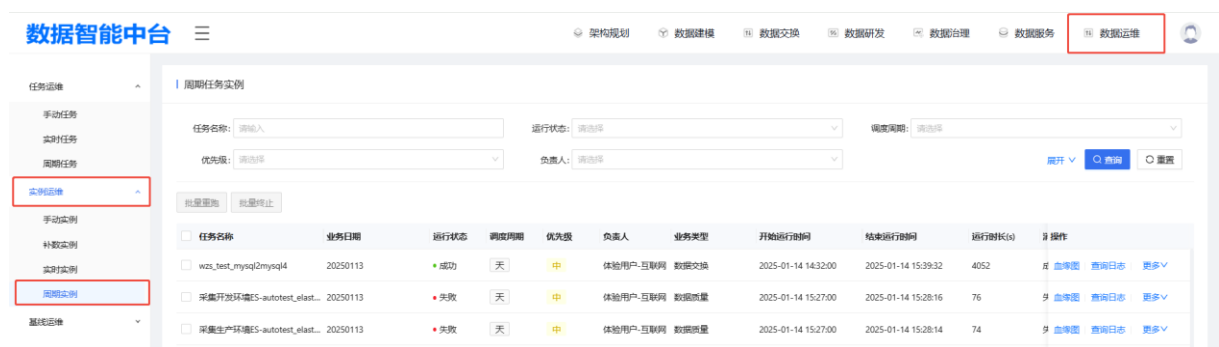 数据智能中台 架构规划 数据建模 数据交换 数据研发 数据治理 数据服务 数据运维
任务运维
手动任务
实时任务
周期任务
实例运维
手动实例
补数实例
实时实例
周期实例
基线运维
周期任务实例
任务名称: 请输入 运行状态: 请选择 调度周期: 请选择
优先级: 请选择 负责人: 请选择 展开 查询 重置
批量重跑 批量终止
任务名称 业务日期 运行状态 调度周期 优先级 负责人 业务类型 开始运行时间 结束运行时间 运行时长(s) 操作
wzs_test_mysql2mysql4 20250113 成功 天 中 体验用户-互联网 数据交换 2025-01-14 14:32:00 2025-01-14 15:39:32 4052 血缘图 查询日志 更多
采集开发环境ES-autotest_elast... 20250113 失败 天 中 体验用户-互联网 数据质量 2025-01-14 15:27:00 2025-01-14 15:28:16 76 血缘图 查询日志 更多
采集生产环境ES-autotest_elast... 20250113 失败 天 中 体验用户-互联网 数据质量 2025-01-14 15:27:00 2025-01-14 15:28:14 74 血缘图 查询日志 更多